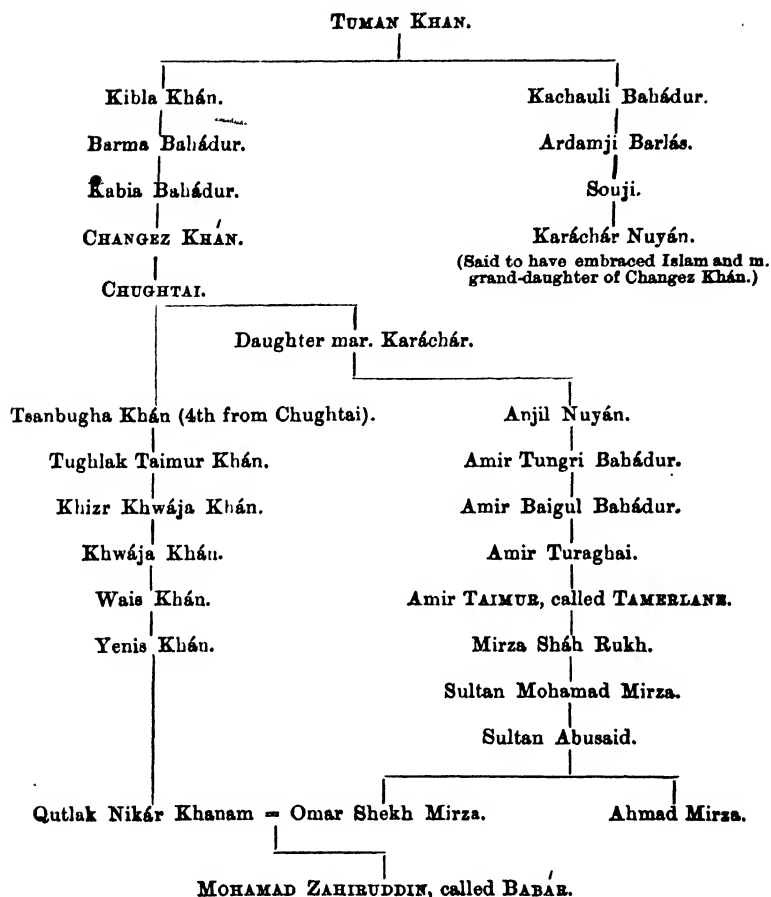 TUMAN KHAN.
Kibla Khán. Kachauli Bahádur.
Barma Bahádur. Ardamji Barlás.
Kabia Bahádur. Souji.
CHANGEZ KHÁN. Karáchár Nuyán.
(Said to have embraced Islam and m.
grand-daughter of Changez Khán.)
CHUGHTAI.
Daughter mar. Karáchár.
Tsanbugha Khán (4th from Chughtai). Anjil Nuyán.
Tughlak Taimur Khán. Amir Tungri Bahádur.
Khizr Khwája Khán. Amir Baigul Bahádur.
Khwája Khán. Amir Turaghai.
Wais Khán. Amir TAIMUR, called TAMERLANE.
Yenis Khán. Mirza Sháh Rukh.
Sultan Mohamad Mirza.
Sultan Abusaid.
Qutlak Nikár Khanam = Omar Shekh Mirza. Ahmad Mirza.
MOHAMAD ZAHIRUDDIN, called BABÁR.